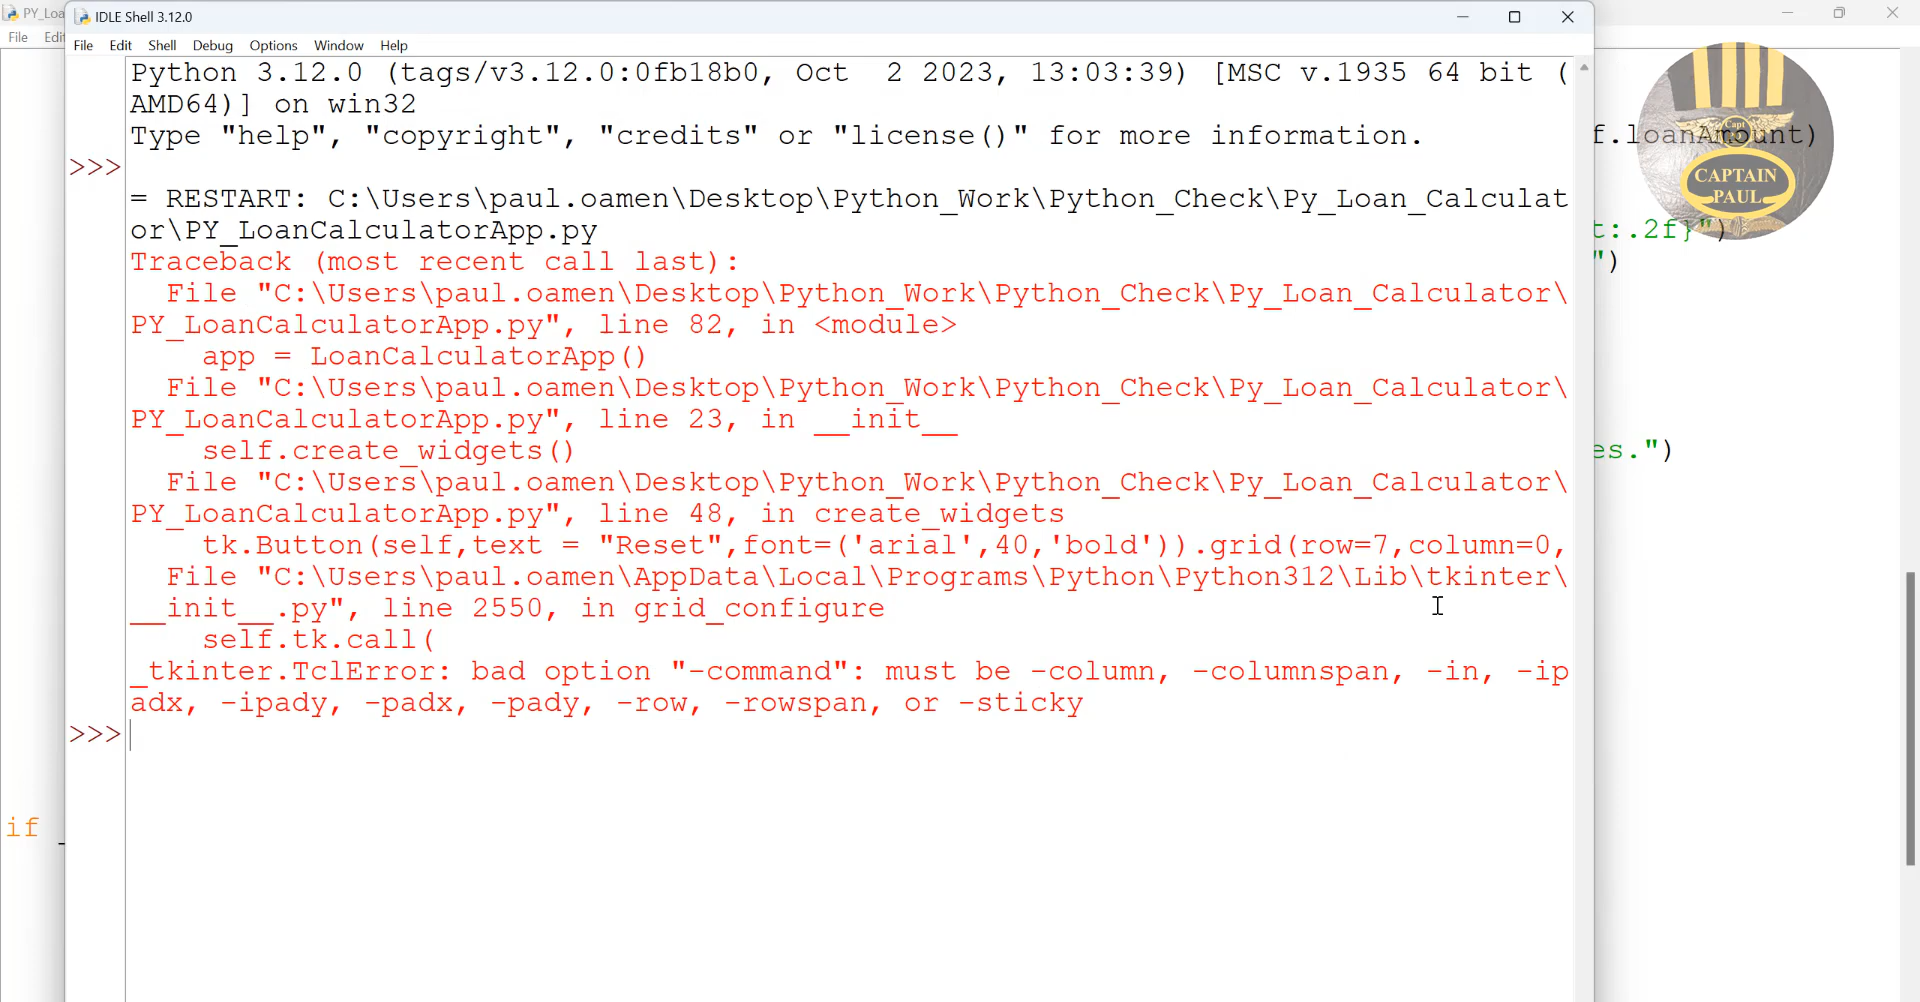 PY_Loa
IDLE Shell 3.12.0
File Edi
File Edit Shell Debug Options Window Help
Python 3.12.0 (tags/v3.12.0:0fb18b0, Oct  2 2023, 13:03:39) [MSC v.1935 64 bit (
AMD64)] on win32
Type "help", "copyright", "credits" or "license()" for more information.
f.loanAmount)
Capt
CAPTAIN
PAUL
>>>
= RESTART: C:\Users\paul.oamen\Desktop\Python_Work\Python_Check\Py_Loan_Calculat
or\PY_LoanCalculatorApp.py
t:.2f}")
Traceback (most recent call last):
")
File "C:\Users\paul.oamen\Desktop\Python_Work\Python_Check\Py_Loan_Calculator\
PY_LoanCalculatorApp.py", line 82, in <module>
app = LoanCalculatorApp()
File "C:\Users\paul.oamen\Desktop\Python_Work\Python_Check\Py_Loan_Calculator\
PY_LoanCalculatorApp.py", line 23, in __init__
self.create_widgets()
es.")
File "C:\Users\paul.oamen\Desktop\Python_Work\Python_Check\Py_Loan_Calculator\
PY_LoanCalculatorApp.py", line 48, in create_widgets
tk.Button(self,text = "Reset",font=('arial',40,'bold')).grid(row=7,column=0,
File "C:\Users\paul.oamen\AppData\Local\Programs\Python\Python312\Lib\tkinter\
__init__.py", line 2550, in grid_configure
self.tk.call(
_tkinter.TclError: bad option "-command": must be -column, -columnspan, -in, -ip
adx, -ipady, -padx, -pady, -row, -rowspan, or -sticky
>>>
if _